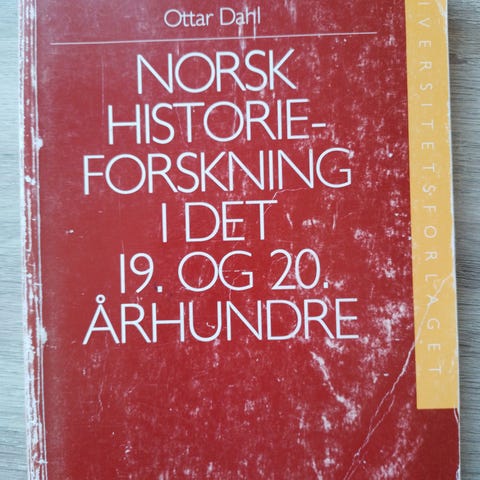 Ottar Dahl
NORSK
HISTORIE-
FORSKNING
I DET
19. OG 20.
ÅRHUNDRE
IVERSITETSFORLAGET